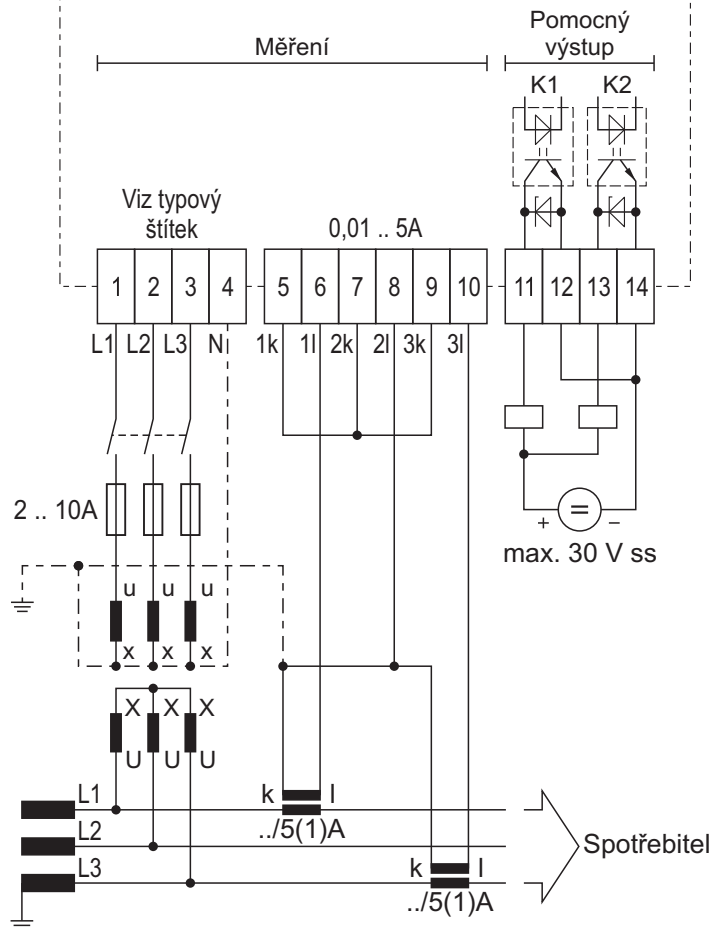 Měření
Pomocný
výstup
K1 K2
Viz typový
štítek
0,01 .. 5A
1 2 3 4 5 6 7 8 9 10 11 12 13 14
L1 L2 L3 N 1k 1l 2k 2l 3k 3l
2 .. 10A
+ = −
max. 30 V ss
u u u
x x x
X X X
U U U
L1
k l
../5(1)A
L2
Spotřebitel
L3
k l
../5(1)A